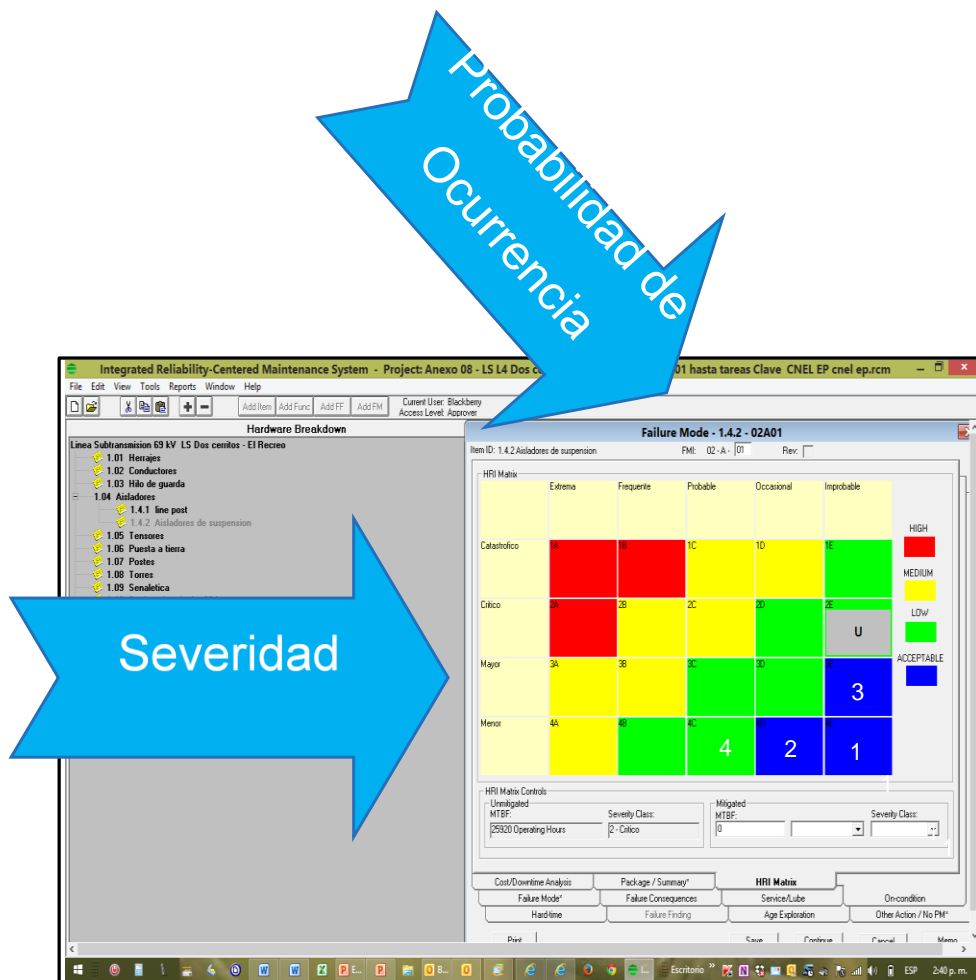 Probabilidad de
Ocurrencia
Integrated Reliability-Centered Maintenance System - Project: Anexo 08 - LS L4 Dos ce
01 hasta tareas Clave CNEL EP cnel ep.rcm
File Edit View Tools Reports Window Help
Add Item Add Func Add FF Add FM
Current User: Blackberry
Access Level: Approver
Hardware Breakdown
Linea Subtransmision 69 kV LS Dos cerritos - El Recreo
1.01 Herrajes
1.02 Conductores
1.03 Hilo de guarda
1.04 Aisladores
1.4.1 line post
1.4.2 Aisladores de suspension
1.05 Tensores
1.06 Puesta a tierra
1.07 Postes
1.08 Torres
1.09 Senaletica
Severidad
Failure Mode - 1.4.2 - 02A01
Item ID: 1.4.2 Aisladores de suspension FMI: 02 - A - 01 Rev:
HRI Matrix
Extrema Frequente Probable Occasional Improbable
Catastrofico 1A 1B 1C 1D 1E
Critico 2A 2B 2C 2D 2E
U
Mayor 3A 3B 3C 3D
3
Menor 4A 4B 4C 4D 4E
4 2 1
HIGH
MEDIUM
LOW
ACCEPTABLE
HRI Matrix Controls
Unmitigated
MTBF: Severity Class:
25920 Operating Hours 2 - Critico
Mitigated
MTBF: Severity Class:
0
Cost/Downtime Analysis Package / Summary* HRI Matrix
Failure Mode* Failure Consequences Service/Lube On-condition
Hard-time Failure Finding Age Exploration Other Action / No PM*
Print Save Continue Cancel Memo
P E... O B... L... Escritorio ESP 2:40 p. m.